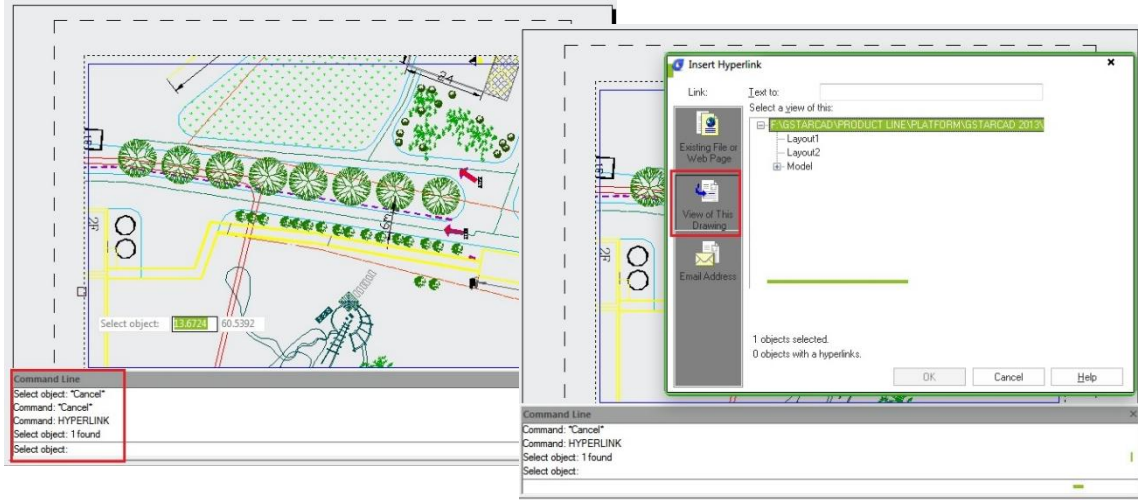 24
2F
Select object: 13.6724 60.5392
Command Line
Select object: *Cancel*
Command: *Cancel*
Command: HYPERLINK
Select object: 1 found
Select object:
Insert Hyperlink
Link:
Text to:
Select a view of this:
Existing File or
Web Page
View of This
Drawing
Email Address
F:\GSTARCAD\PRODUCT LINE\PLATFORM\GSTARCAD 2013\
Layout1
Layout2
Model
1 objects selected.
0 objects with a hyperlinks.
OK
Cancel
Help
2F
Command Line
Command: *Cancel*
Command: HYPERLINK
Select object: 1 found
Select object: